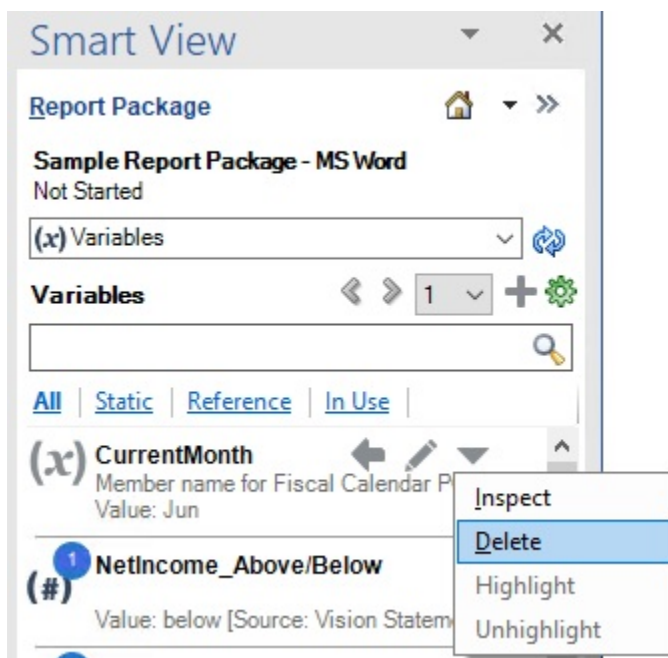 Smart View
Report Package
Sample Report Package - MS Word
Not Started
(x) Variables
Variables
1
All | Static | Reference | In Use |
(x) CurrentMonth
Member name for Fiscal Calendar
Value: Jun
1
(#) NetIncome_Above/Below
Value: below [Source: Vision
Inspect
Delete
Highlight
Unhighlight